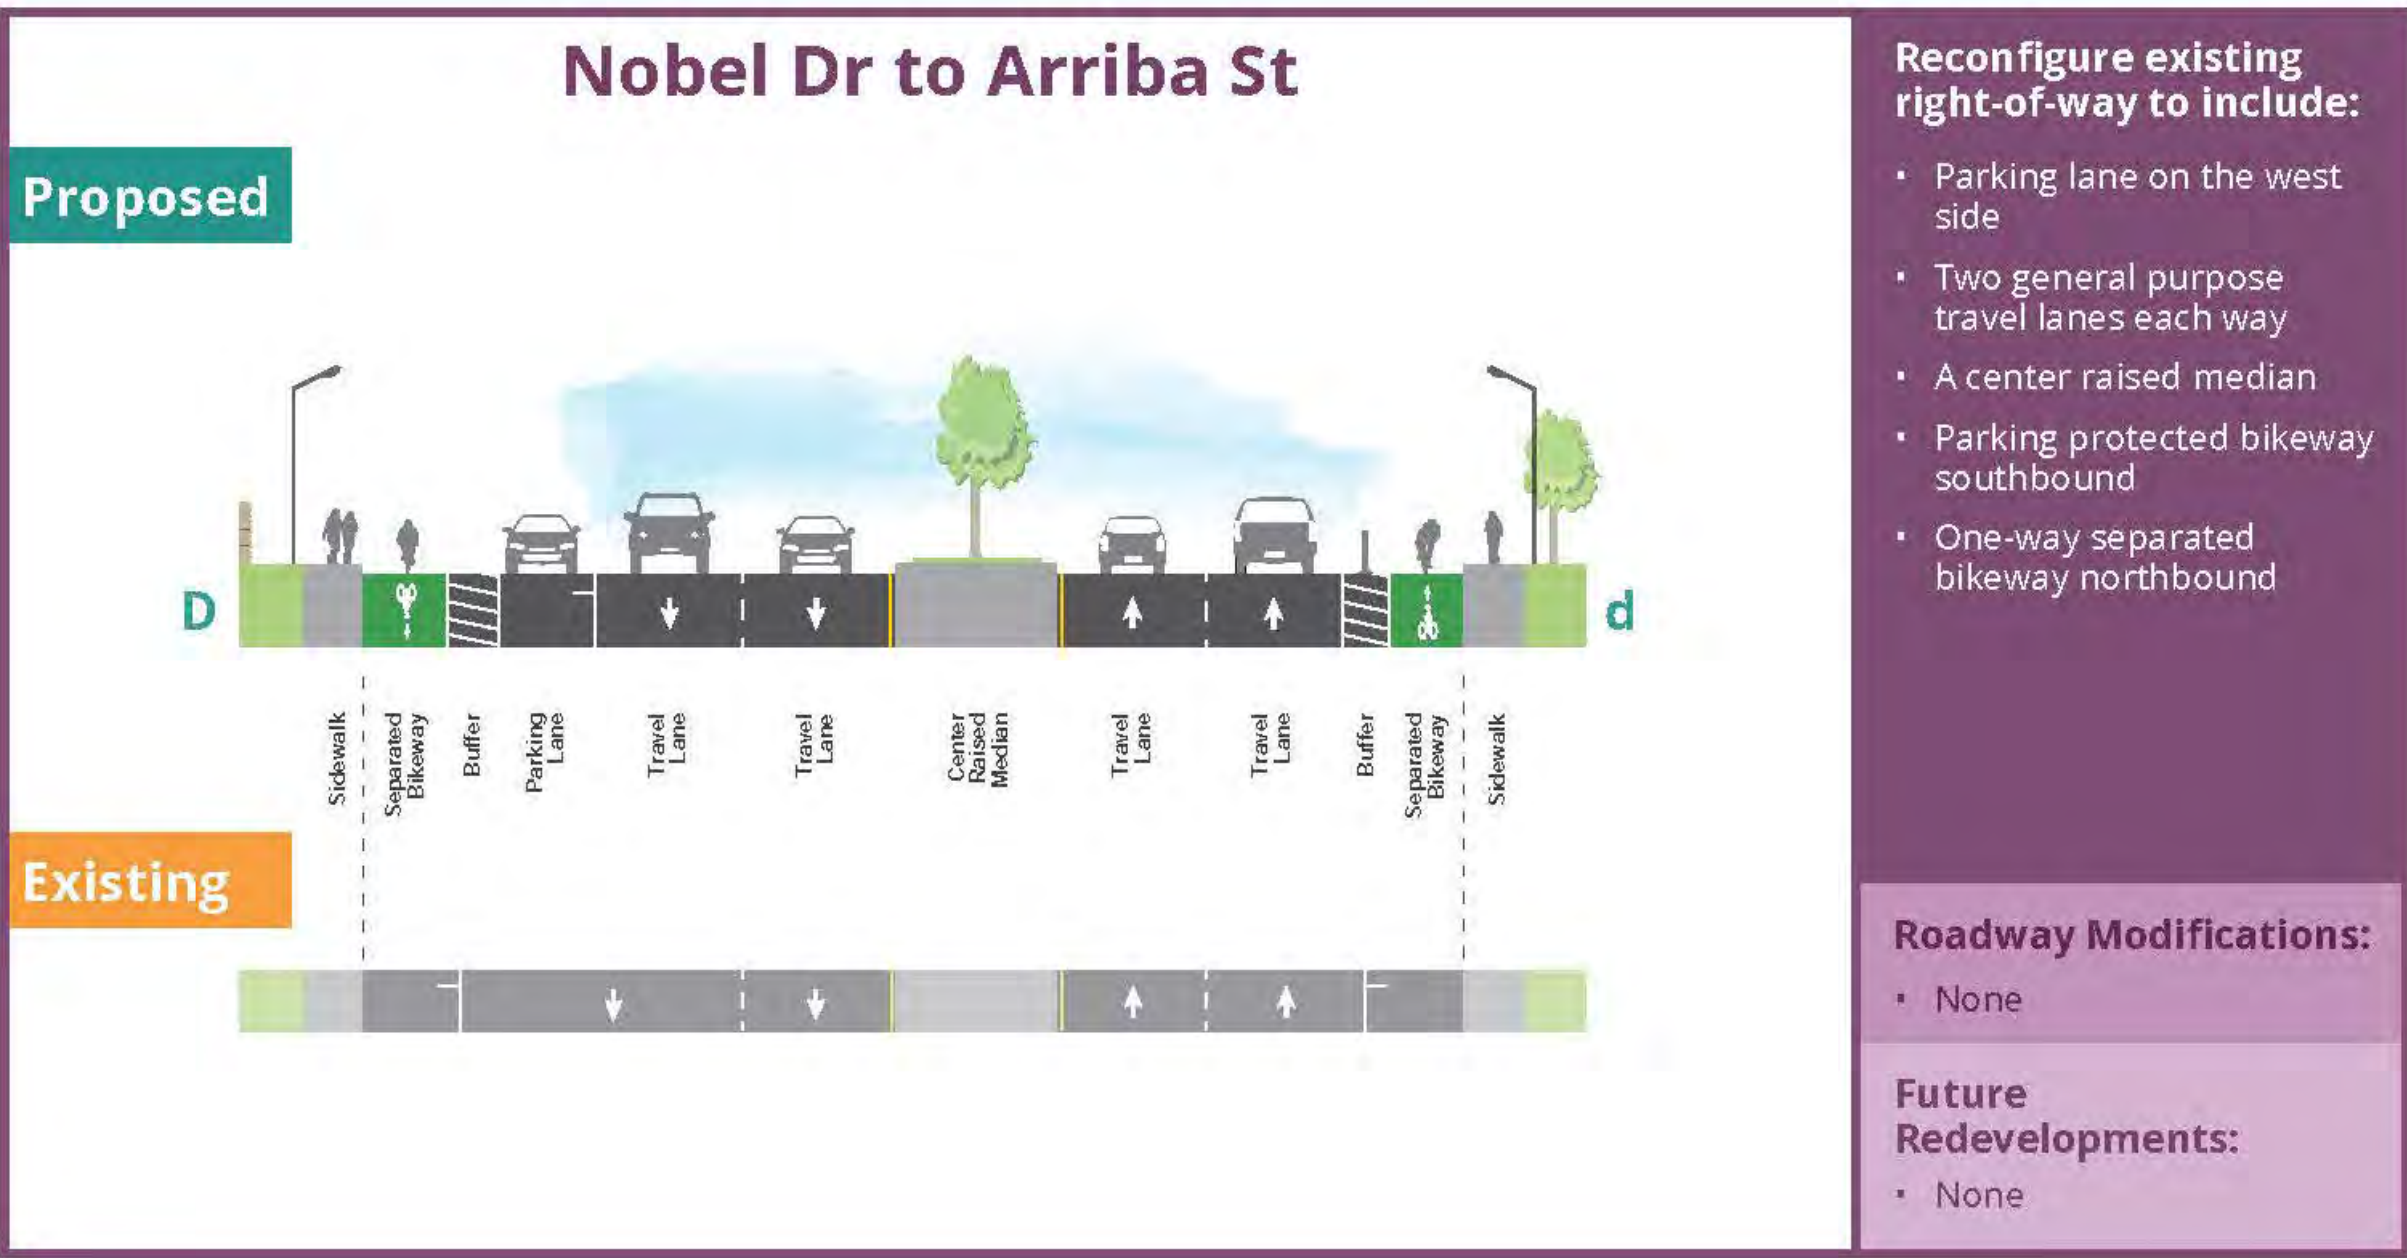 Nobel Dr to Arriba St
Proposed
D
d
Sidewalk
Separated
Bikeway
Buffer
Parking
Lane
Travel
Lane
Travel
Lane
Center
Raised
Median
Travel
Lane
Travel
Lane
Buffer
Separated
Bikeway
Sidewalk
Existing
Reconfigure existing
right-of-way to include:
• Parking lane on the west
side
• Two general purpose
travel lanes each way
• A center raised median
• Parking protected bikeway
southbound
• One-way separated
bikeway northbound
Roadway Modifications:
• None
Future
Redevelopments:
• None